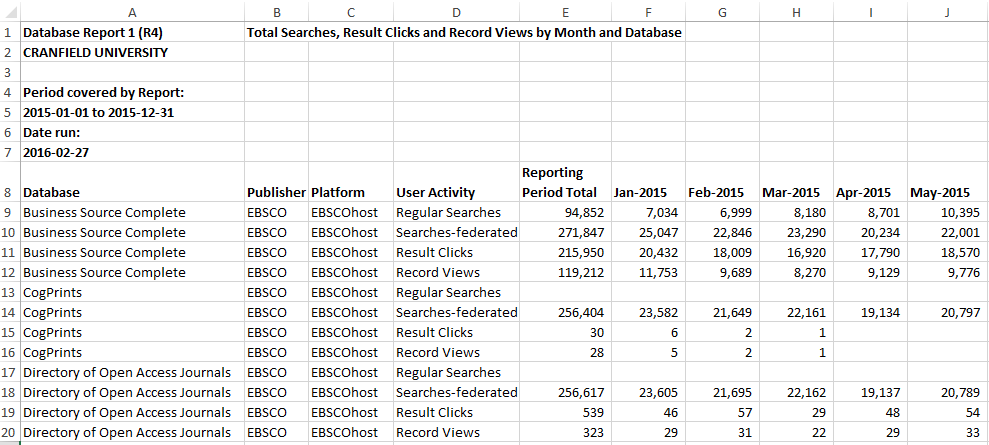 A B C D E F G H I J
1 Database Report 1 (R4) Total Searches, Result Clicks and Record Views by Month and Database
2 CRANFIELD UNIVERSITY
3
4 Period covered by Report:
5 2015-01-01 to 2015-12-31
6 Date run:
7 2016-02-27
Reporting
8 Database Publisher Platform User Activity Period Total Jan-2015 Feb-2015 Mar-2015 Apr-2015 May-2015
9 Business Source Complete EBSCO EBSCOhost Regular Searches 94,852 7,034 6,999 8,180 8,701 10,395
10 Business Source Complete EBSCO EBSCOhost Searches-federated 271,847 25,047 22,846 23,290 20,234 22,001
11 Business Source Complete EBSCO EBSCOhost Result Clicks 215,950 20,432 18,009 16,920 17,790 18,570
12 Business Source Complete EBSCO EBSCOhost Record Views 119,212 11,753 9,689 8,270 9,129 9,776
13 CogPrints EBSCO EBSCOhost Regular Searches
14 CogPrints EBSCO EBSCOhost Searches-federated 256,404 23,582 21,649 22,161 19,134 20,797
15 CogPrints EBSCO EBSCOhost Result Clicks 30 6 2 1
16 CogPrints EBSCO EBSCOhost Record Views 28 5 2 1
17 Directory of Open Access Journals EBSCO EBSCOhost Regular Searches
18 Directory of Open Access Journals EBSCO EBSCOhost Searches-federated 256,617 23,605 21,695 22,162 19,137 20,789
19 Directory of Open Access Journals EBSCO EBSCOhost Result Clicks 539 46 57 29 48 54
20 Directory of Open Access Journals EBSCO EBSCOhost Record Views 323 29 31 22 29 33